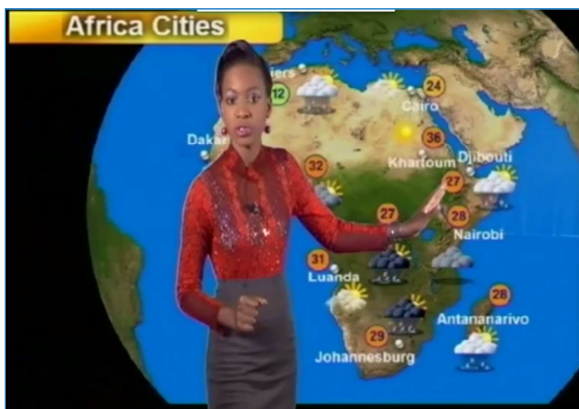 Africa Cities
iers
12
24
Cairo
Dakar
36
Khartoum
Djibouti
32
27
27
28
Nairobi
31
Luanda
28
Antananarivo
29
Johannesburg